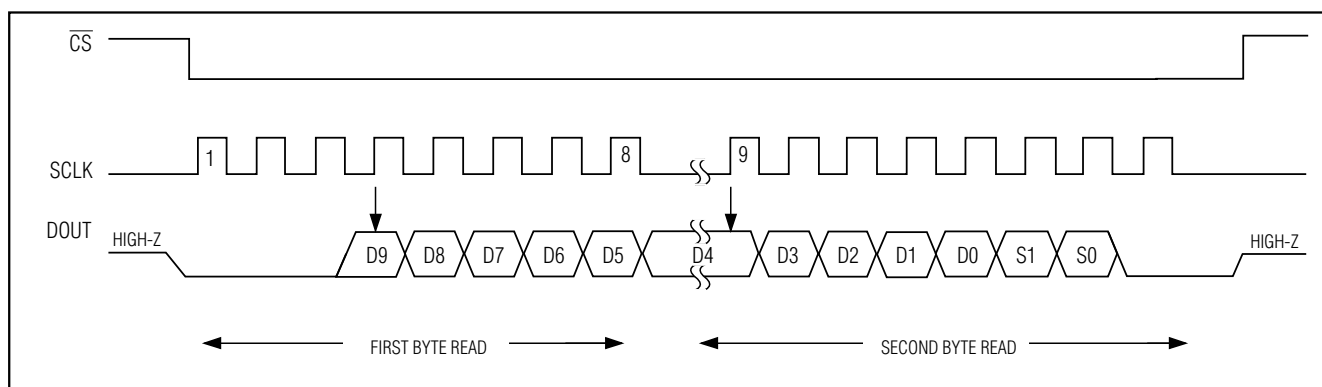 CS
SCLK 1 8 9
DOUT
HIGH-Z D9 D8 D7 D6 D5 D4 D3 D2 D1 D0 S1 S0 HIGH-Z
FIRST BYTE READ SECOND BYTE READ